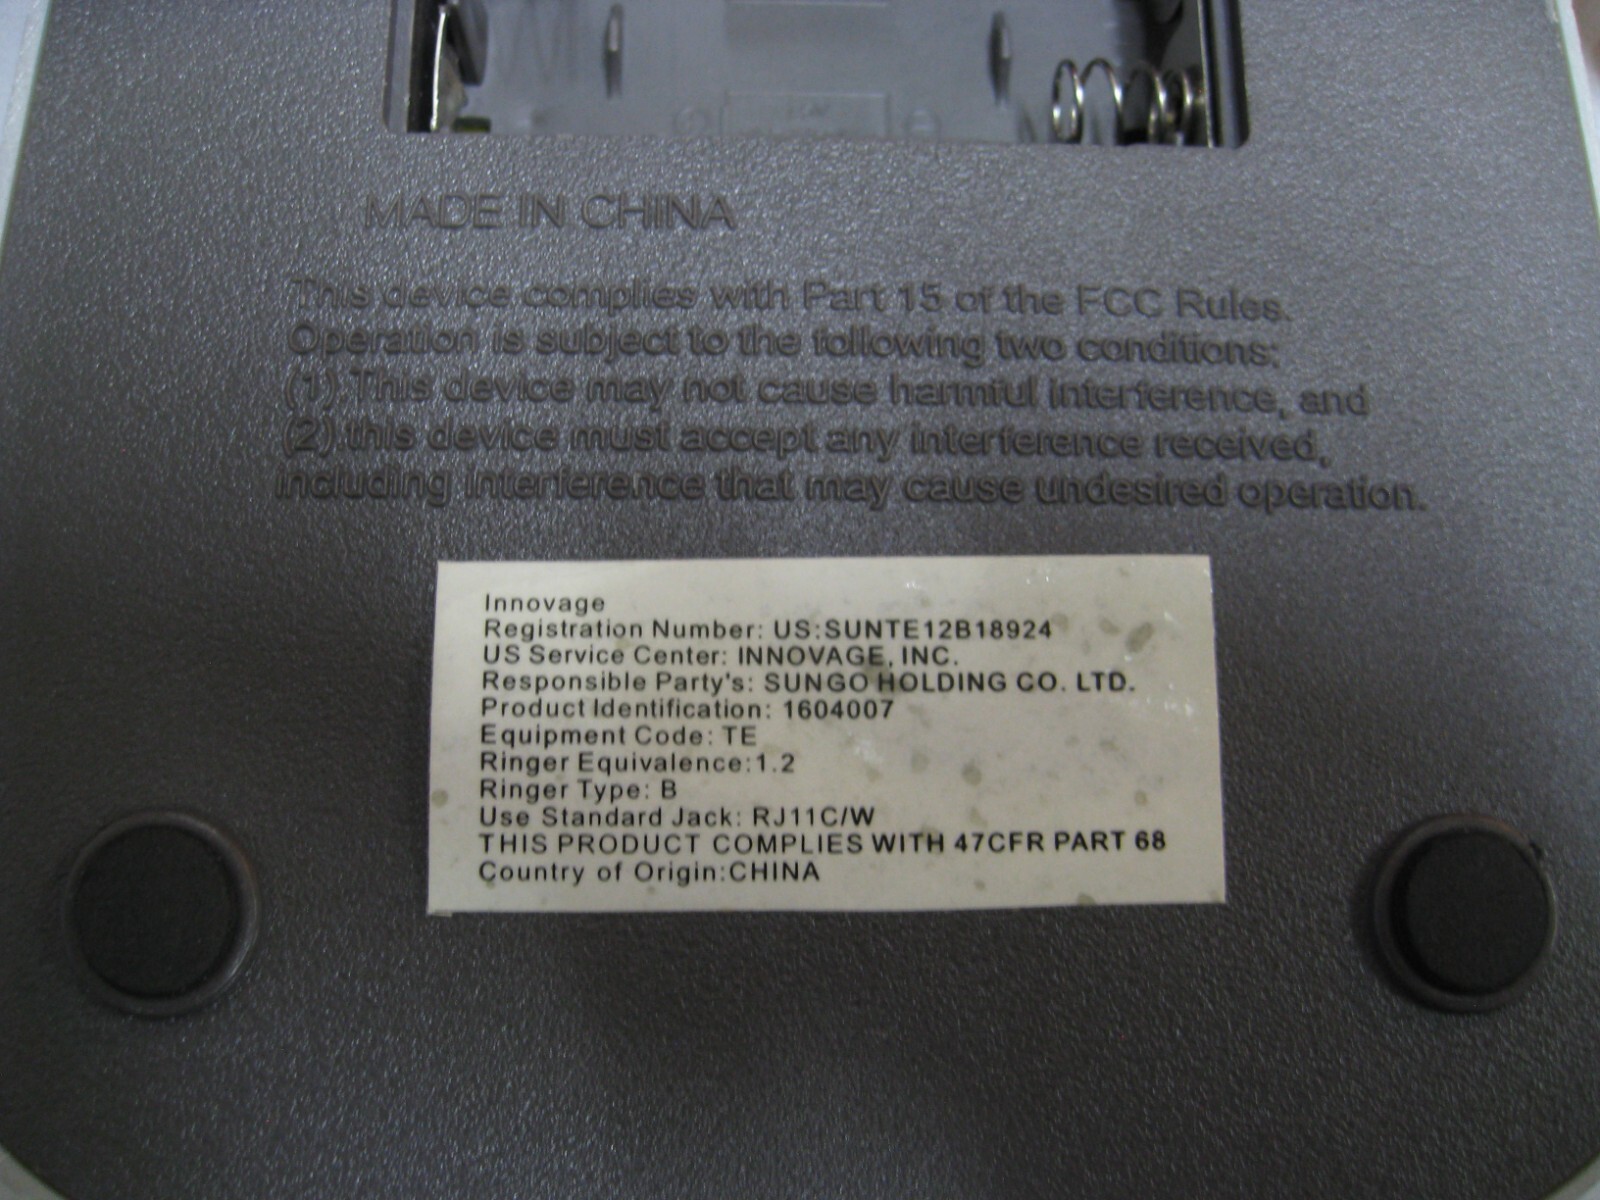 MADE IN CHINA
This device complies with Part 15 of the FCC Rules.
Operation is subject to the following two conditions:
(1) This device may not cause harmful interference, and
(2) this device must accept any interference received,
including interference that may cause undesired operation.
Innovage
Registration Number: US:SUNTE12B18924
US Service Center: INNOVAGE, INC.
Responsible Party's: SUNGO HOLDING CO. LTD.
Product Identification: 1604007
Equipment Code: TE
Ringer Equivalence:1.2
Ringer Type: B
Use Standard Jack: RJ11C/W
THIS PRODUCT COMPLIES WITH 47CFR PART 68
Country of Origin:CHINA